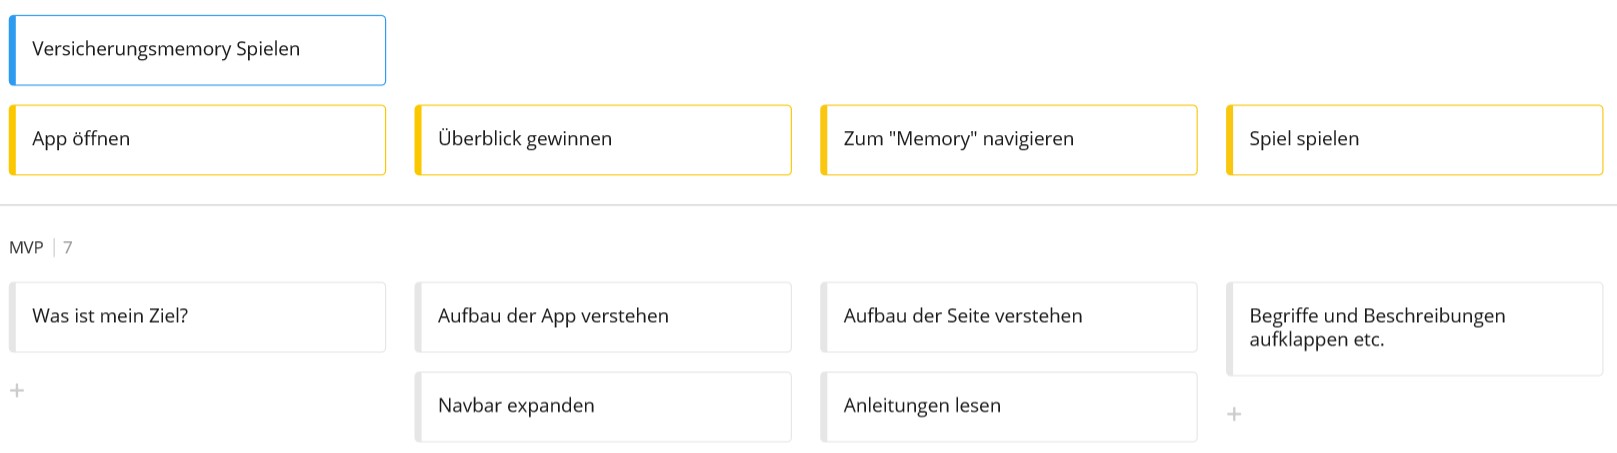 Versicherungsmemory Spielen
App öffnen
Überblick gewinnen
Zum "Memory" navigieren
Spiel spielen
MVP | 7
Was ist mein Ziel?
Aufbau der App verstehen
Aufbau der Seite verstehen
Begriffe und Beschreibungen
aufklappen etc.
+
Navbar expanden
Anleitungen lesen
+